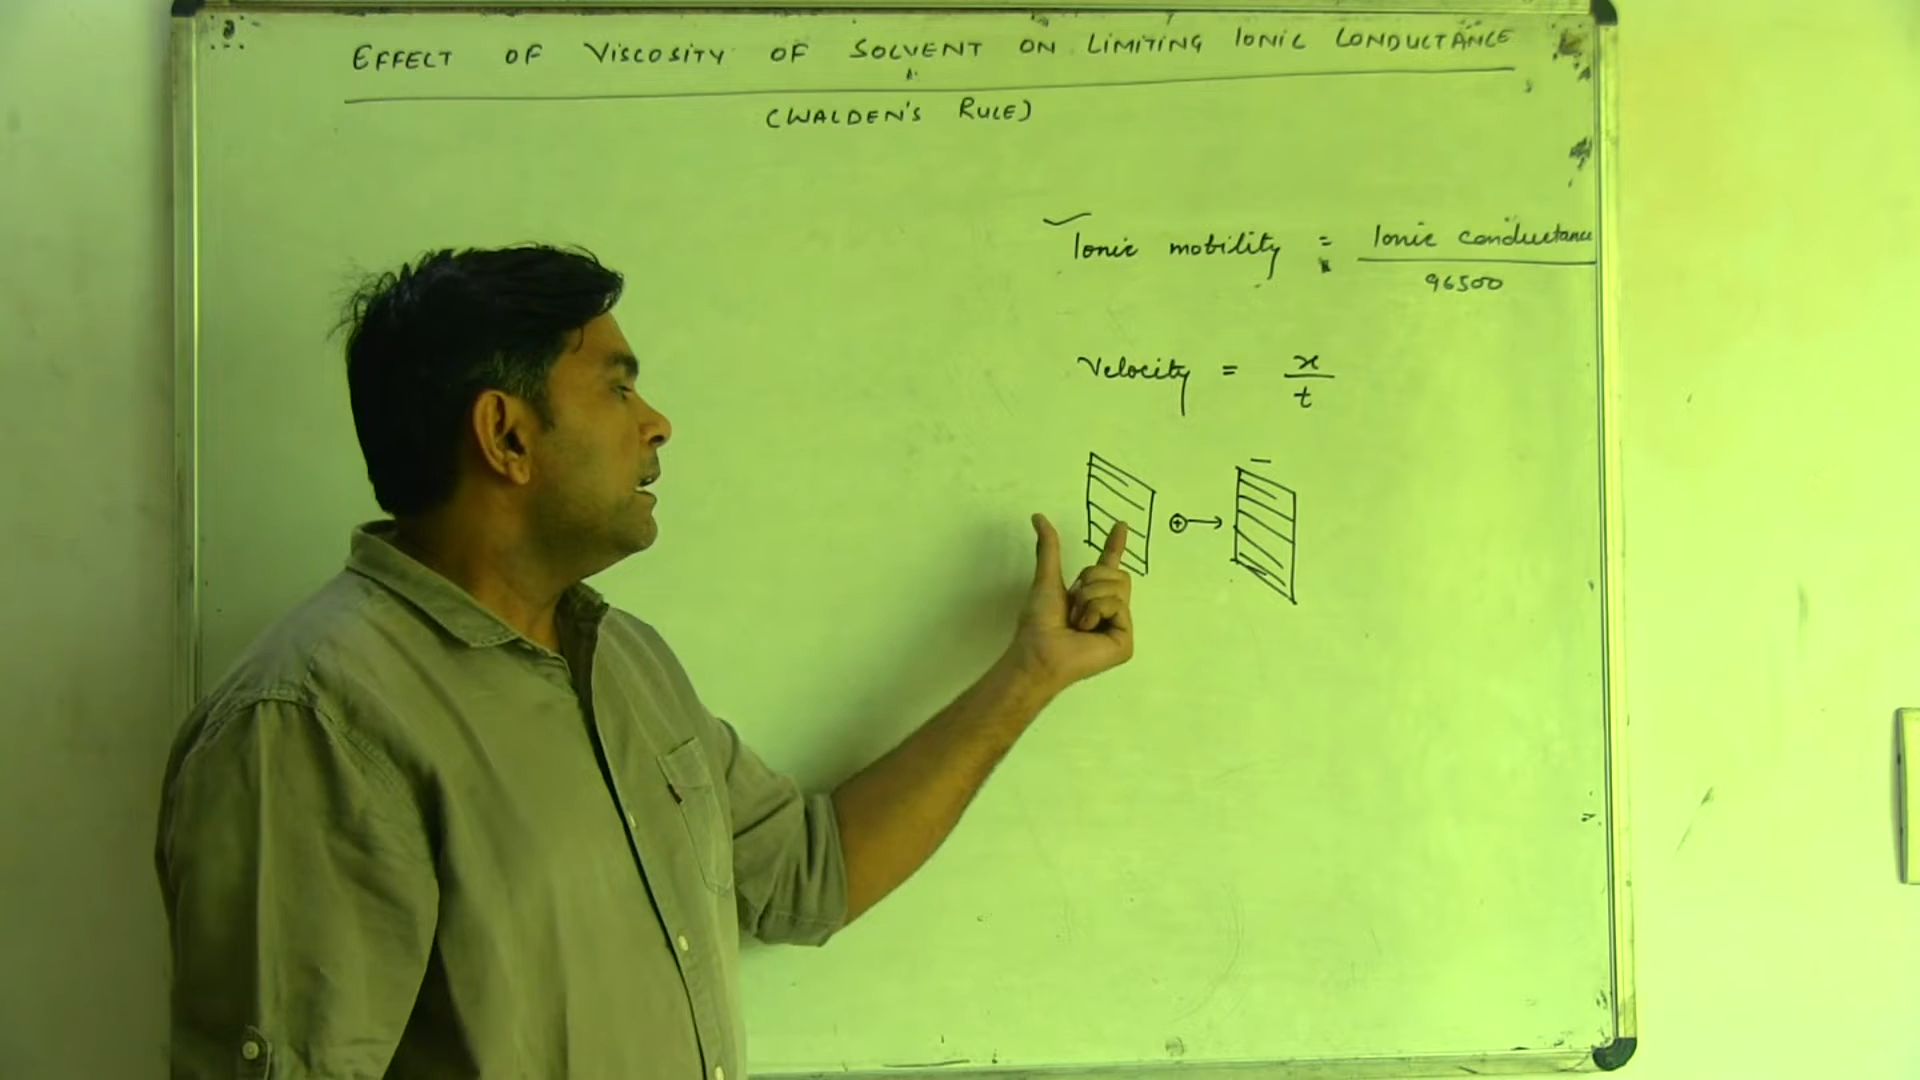 EFFECT OF VISCOSITY OF SOLVENT ON LIMITING IONIC CONDUCTANCE
(WALDEN'S RULE)
Ionic mobility = Ionic conductance
96500
Velocity = x
t
−
⊕→